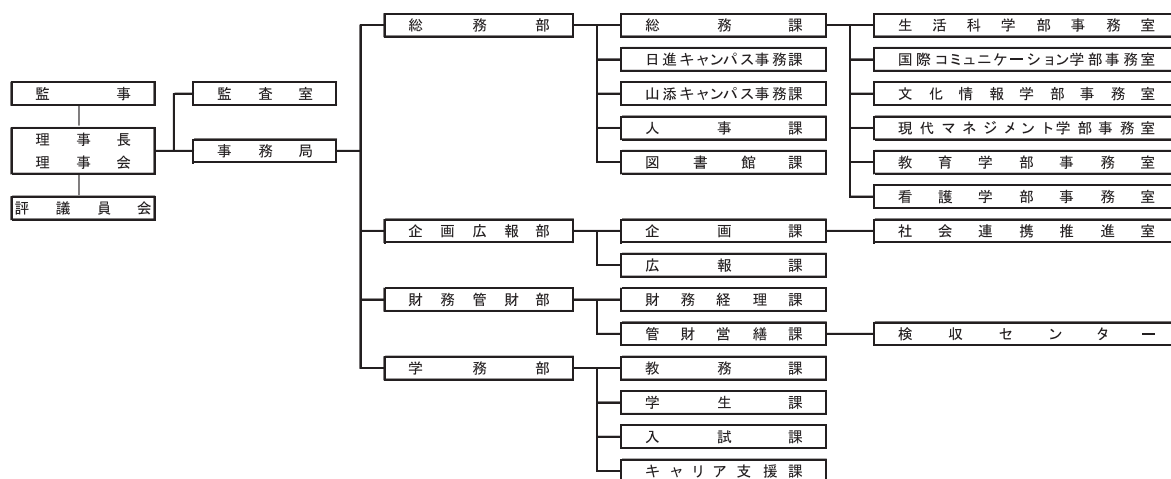 総務部
総務課
生活科学部事務室
日進キャンパス事務課
国際コミュニケーション学部事務室
監事
監査室
山添キャンパス事務課
文化情報学部事務室
理事長
理事会
事務局
人事課
現代マネジメント学部事務室
図書館課
教育学部事務室
評議員会
看護学部事務室
企画広報部
企画課
社会連携推進室
広報課
財務管財部
財務経理課
管財営繕課
検収センター
学務部
教務課
学生課
入試課
キャリア支援課